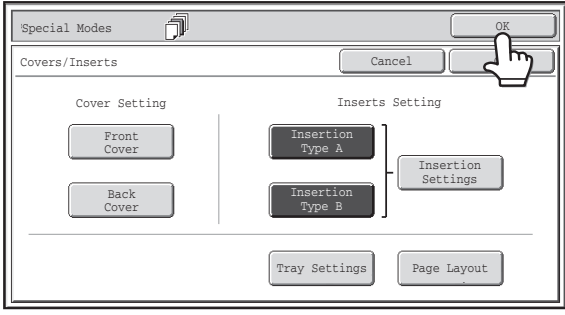 'Special Modes
OK
Covers/Inserts
Cancel
Cover Setting
Inserts Setting
Front
Cover
Insertion
Type A
Insertion
Settings
Back
Cover
Insertion
Type B
Tray Settings
Page Layout